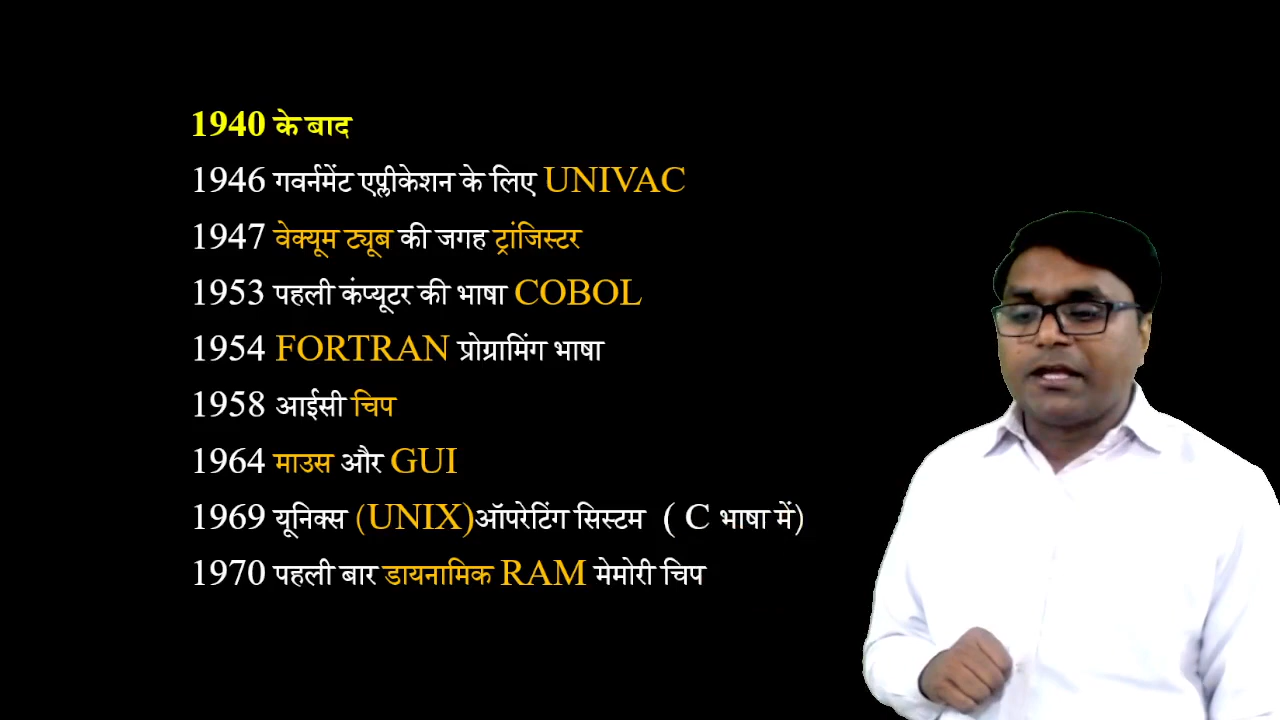 1940 के बाद
1946 गवर्नमेंट एप्लीकेशन के लिए UNIVAC
1947 वेक्यूम ट्यूब की जगह ट्रांजिस्टर
1953 पहली कंप्यूटर की भाषा COBOL
1954 FORTRAN प्रोग्रामिंग भाषा
1958 आईसी चिप
1964 माउस और GUI
1969 यूनिक्स (UNIX)ऑपरेटिंग सिस्टम ( C भाषा में)
1970 पहली बार डायनामिक RAM मेमोरी चिप